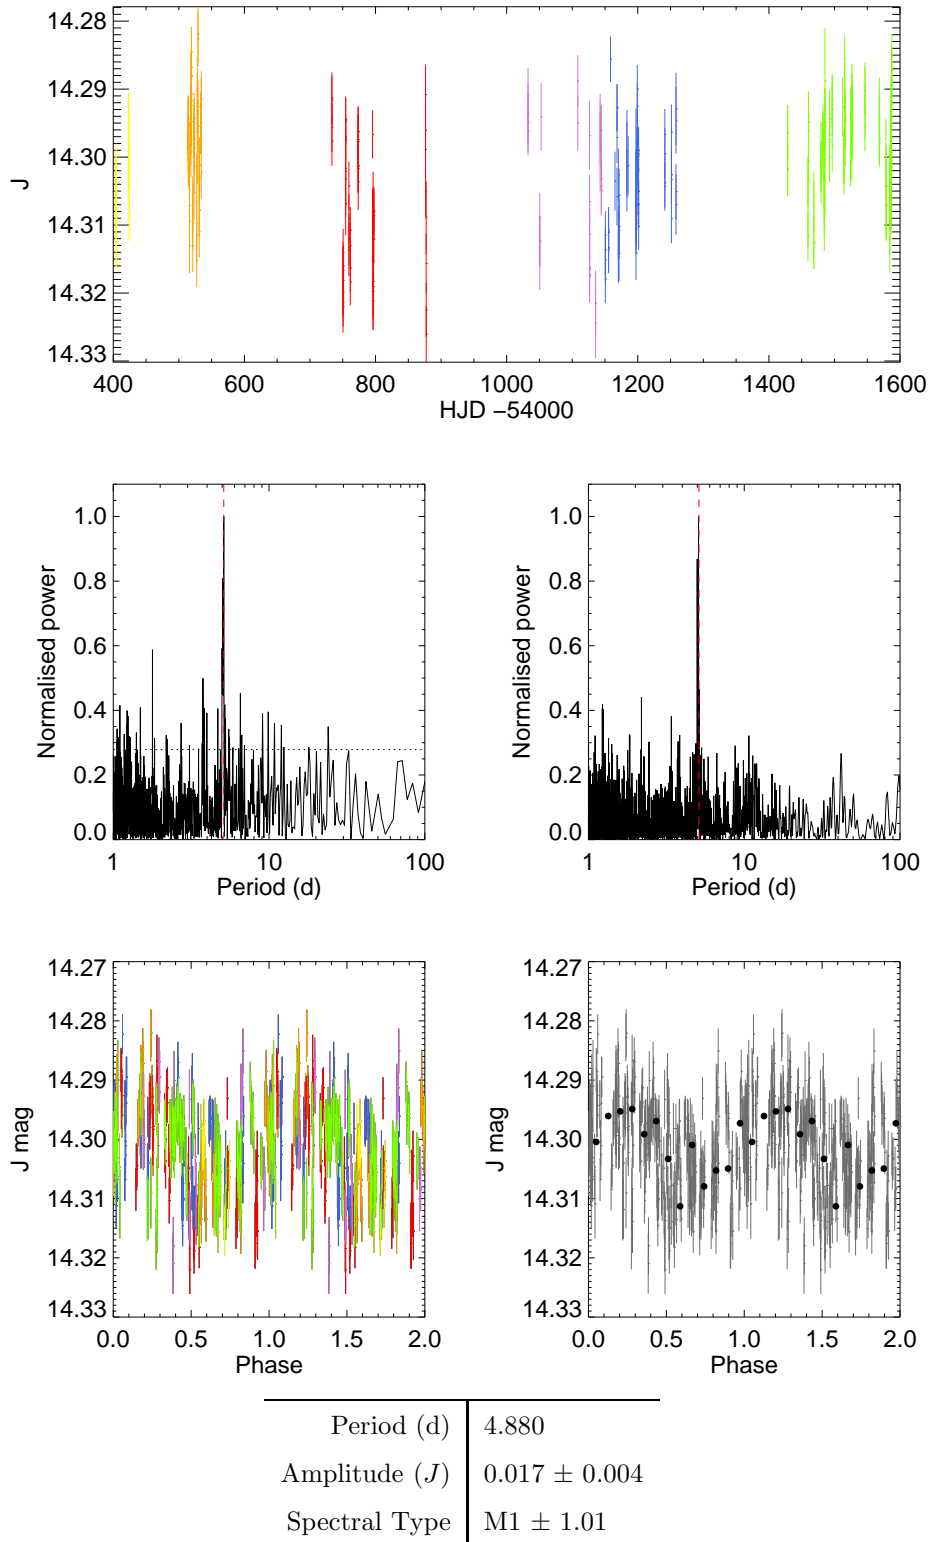 14.28
14.29
14.30
14.31
14.32
14.33
J
400 600 800 1000 1200 1400 1600
HJD −54000
1.0
0.8
0.6
0.4
0.2
0.0
Normalised power
1 10 100
Period (d)
1.0
0.8
0.6
0.4
0.2
0.0
Normalised power
1 10 100
Period (d)
14.27
14.28
14.29
14.30
14.31
14.32
14.33
J mag
0.0 0.5 1.0 1.5 2.0
Phase
14.27
14.28
14.29
14.30
14.31
14.32
14.33
J mag
0.0 0.5 1.0 1.5 2.0
Phase
Period (d) 4.880
Amplitude (J) 0.017 ± 0.004
Spectral Type M1 ± 1.01